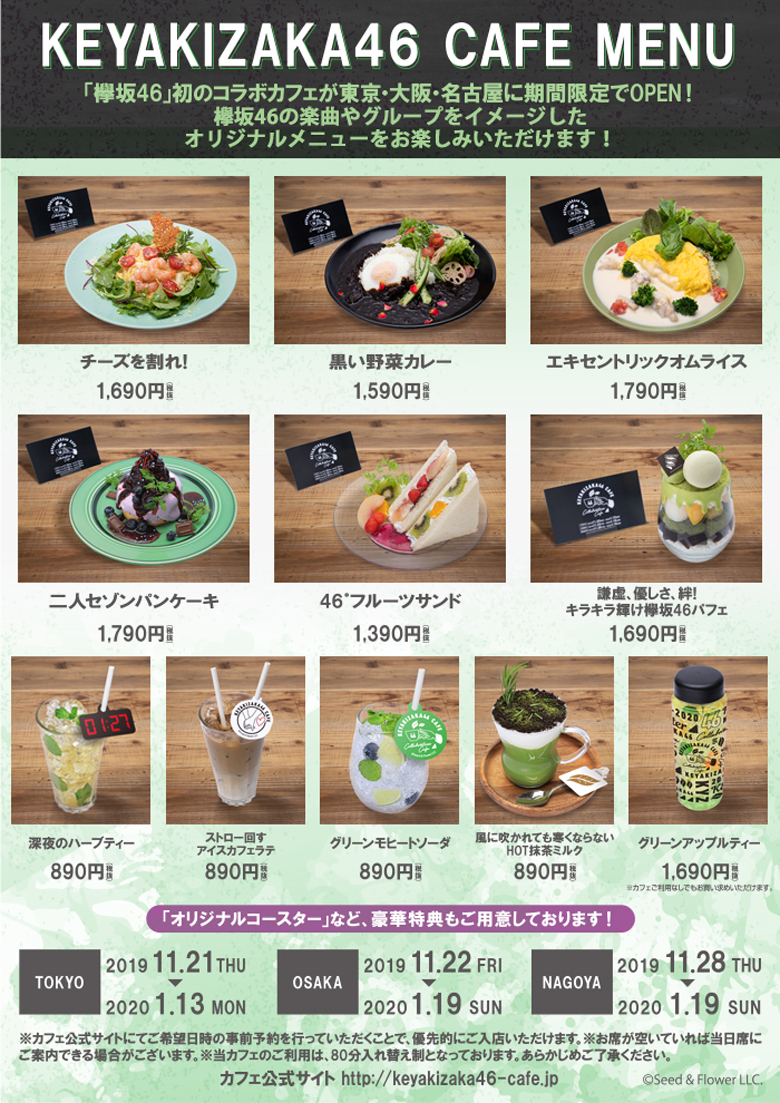 KEYAKIZAKA46 CAFE MENU
「欅坂46」初のコラボカフェが東京・大阪・名古屋に期間限定でOPEN！
欅坂46の楽曲やグループをイメージした
オリジナルメニューをお楽しみいただけます！
チーズを割れ！ 黒い野菜カレー エキセントリックオムライス
1,690円(税抜) 1,590円(税抜) 1,790円(税抜)
二人セゾンパンケーキ 46°フルーツサンド 謙虚、優しさ、絆！
キラキラ輝け欅坂46パフェ
1,790円(税抜) 1,390円(税抜) 1,690円(税抜)
01:27
KEYAKIZAKA46 CAFE
深夜のハーブティー ストロー回す グリーンモヒートソーダ 風に吹かれても寒くならない グリーンアップルティー
アイスカフェラテ HOT抹茶ミルク
890円(税抜) 890円(税抜) 890円(税抜) 890円(税抜) 1,690円(税抜)
※カフェご利用なしでもお買い求めいただけます。
「オリジナルコースター」など、豪華特典もご用意しております！
TOKYO 2019 11.21 THU 2020 1.13 MON
OSAKA 2019 11.22 FRI 2020 1.19 SUN
NAGOYA 2019 11.28 THU 2020 1.19 SUN
※カフェ公式サイトにてご希望日時の事前予約を行っていただくことで、優先的にご入店いただけます。※お席が空いていれば当日席に
ご案内できる場合がございます。※当カフェのご利用は、80分入れ替え制となっております。あらかじめご了承ください。
カフェ公式サイト http://keyakizaka46-cafe.jp
©Seed & Flower LLC.